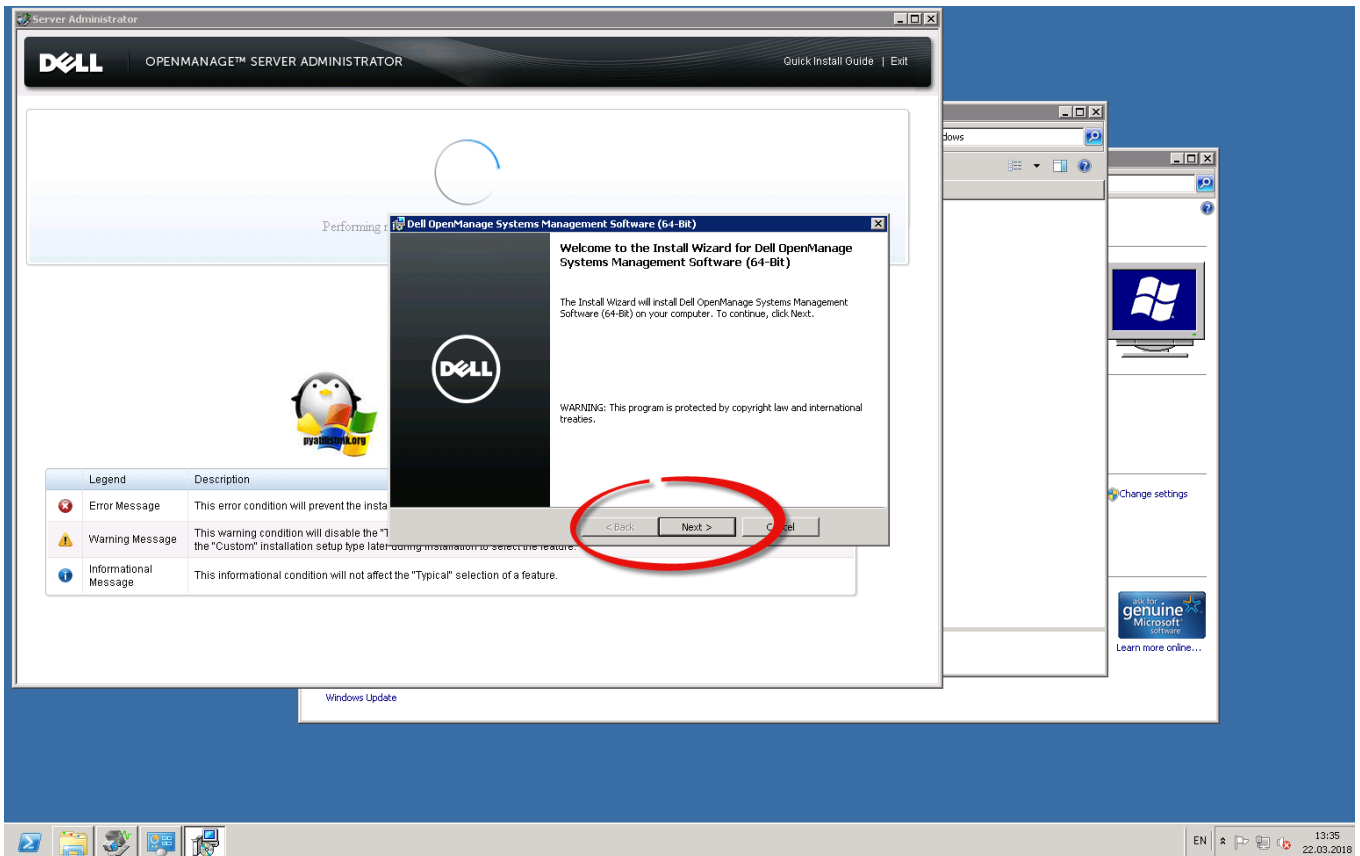 Server Administrator
DELL
OPENMANAGE™ SERVER ADMINISTRATOR
Quick Install Guide | Exit
dows
Performing
Dell OpenManage Systems Management Software (64-Bit)
Welcome to the Install Wizard for Dell OpenManage
Systems Management Software (64-Bit)
The Install Wizard will install Dell OpenManage Systems Management
Software (64-Bit) on your computer. To continue, click Next.
DELL
WARNING: This program is protected by copyright law and international
treaties.
< Back
Next >
pyatilistnik.org
Legend
Description
Error Message
This error condition will prevent the insta
Warning Message
This warning condition will disable the "T
the "Custom" installation setup type later during installation to select the feature.
Informational
Message
This informational condition will not affect the "Typical" selection of a feature.
Change settings
ask for
genuine
Microsoft
software
Learn more online...
Windows Update
EN
13:35
22.03.2018